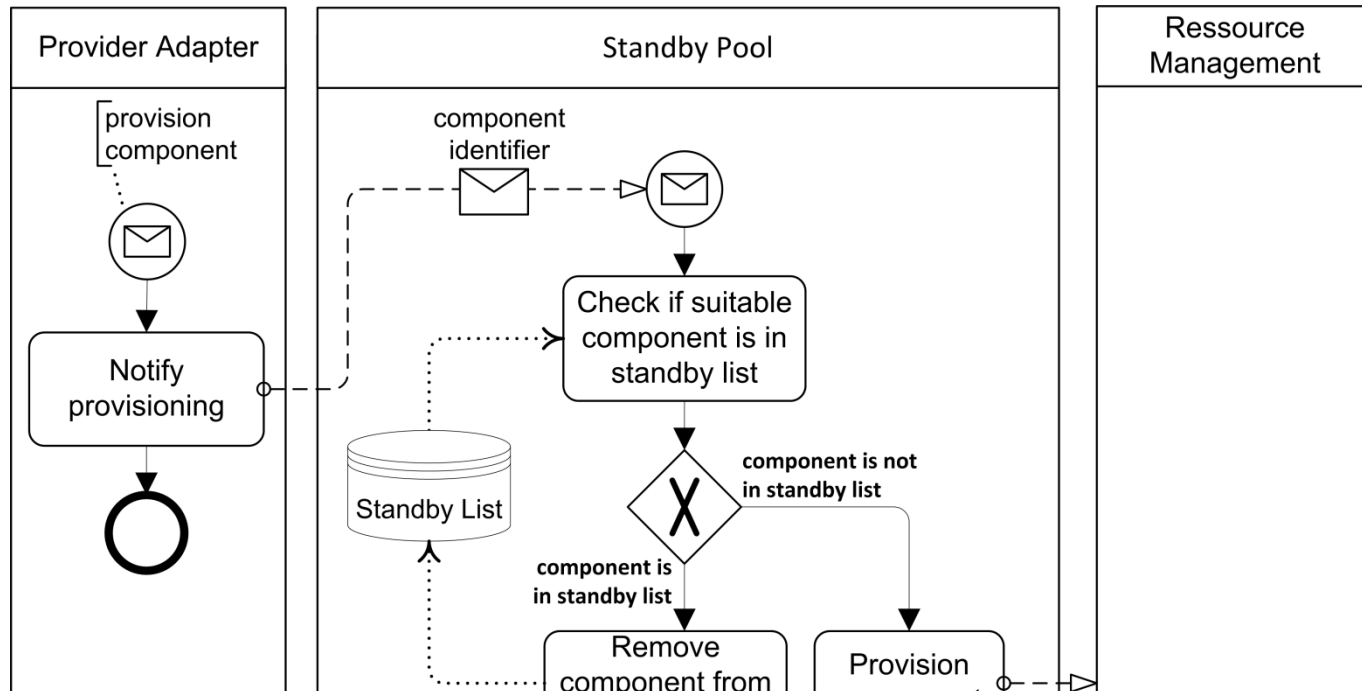 Provider Adapter
Standby Pool
Ressource
Management
provision
component
component
identifier
Check if suitable
component is in
standby list
Notify
provisioning
Standby List
component is not
in standby list
component is
in standby list
Remove
component from
Provision